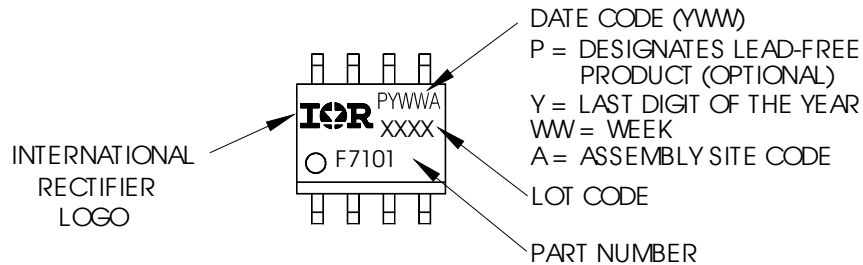 DATE CODE (YWW)
P = DESIGNATES LEAD-FREE
PRODUCT (OPTIONAL)
Y = LAST DIGIT OF THE YEAR
WW = WEEK
A = ASSEMBLY SITE CODE
LOT CODE
PART NUMBER
INTERNATIONAL
RECTIFIER
LOGO
IOR
PYWWA
XXXX
F7101